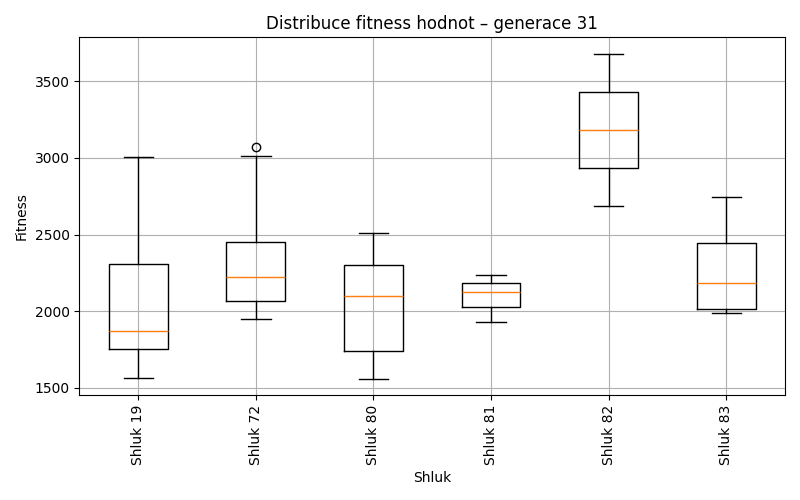 Distribuce fitness hodnot – generace 31
Fitness
3500
3000
2500
2000
1500
Shluk 19
Shluk 72
Shluk 80
Shluk 81
Shluk 82
Shluk 83
Shluk